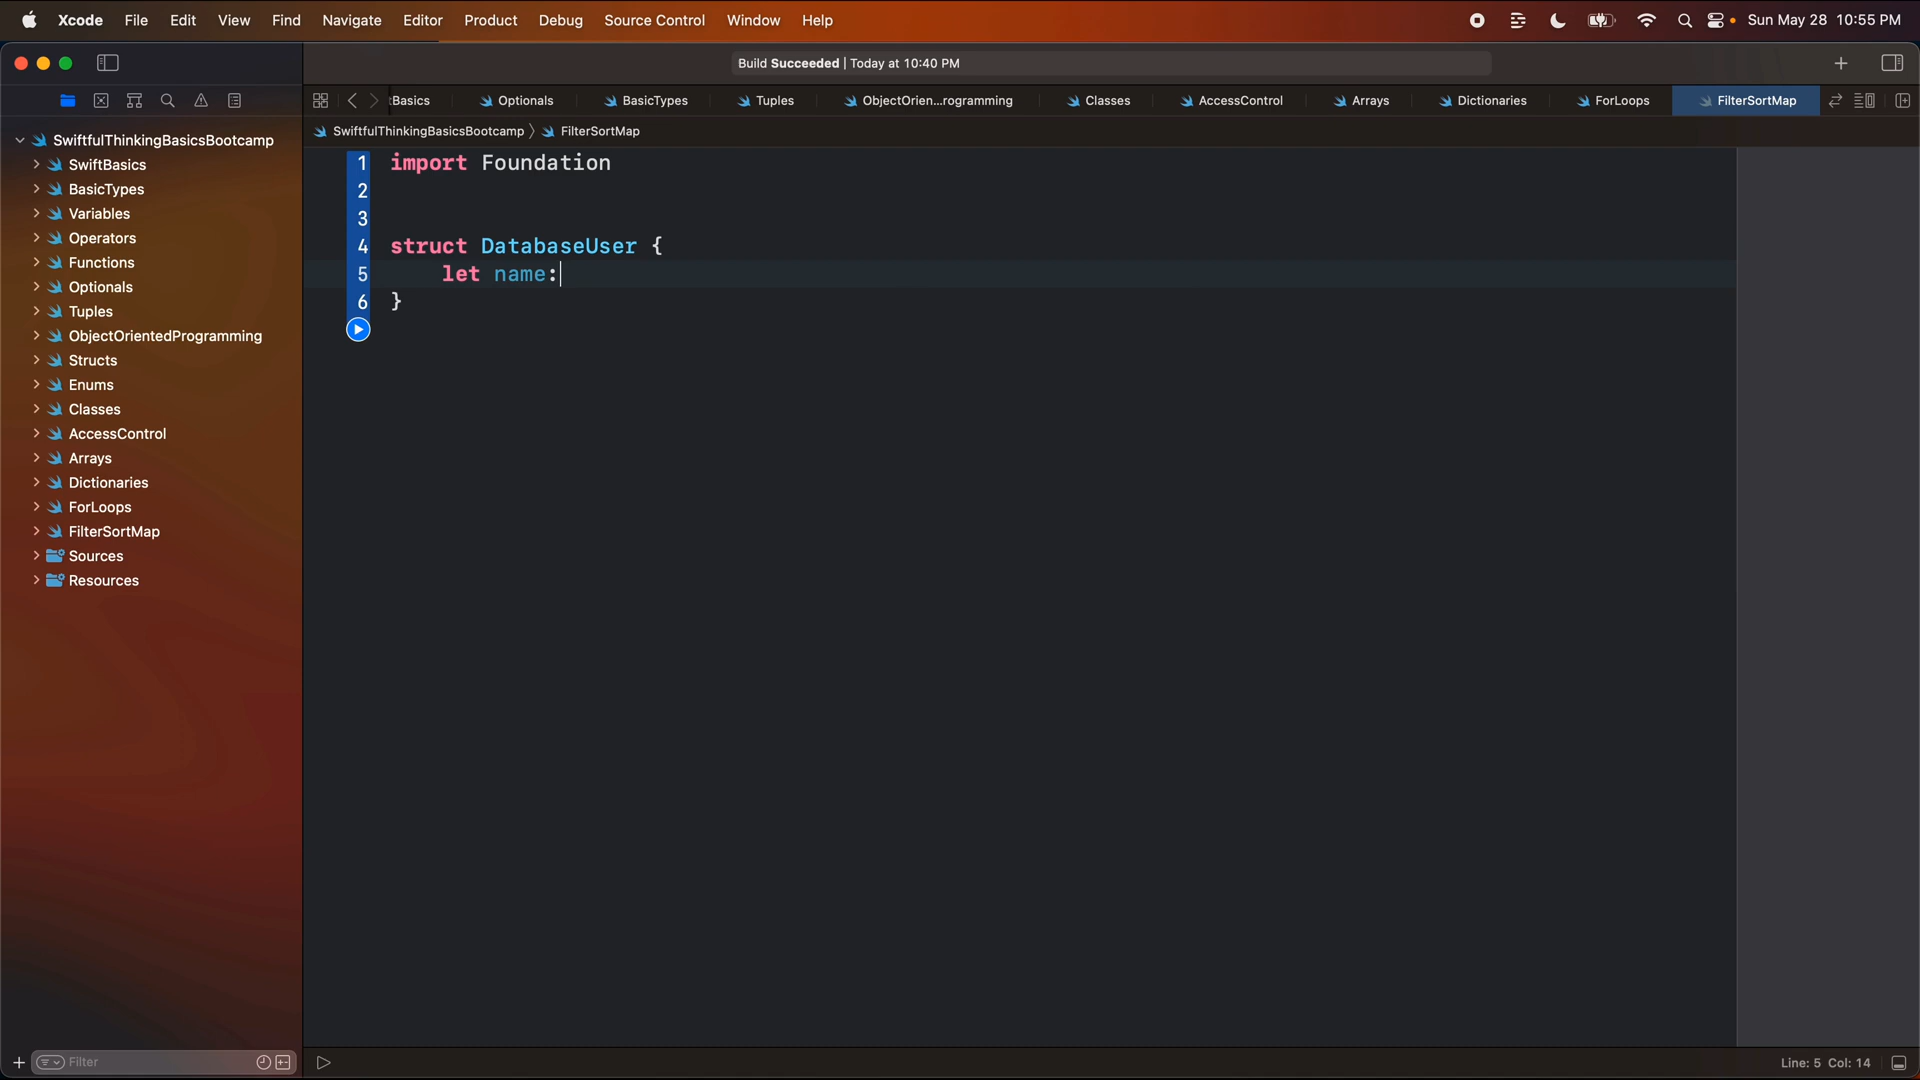 Xcode File Edit View Find Navigate Editor Product Debug Source Control Window Help Sun May 28 10:55 PM
Build Succeeded | Today at 10:40 PM
tBasics Optionals BasicTypes Tuples ObjectOrien...rogramming Classes AccessControl Arrays Dictionaries ForLoops FilterSortMap
SwiftfulThinkingBasicsBootcamp 〉 FilterSortMap
SwiftfulThinkingBasicsBootcamp
SwiftBasics
BasicTypes
Variables
Operators
Functions
Optionals
Tuples
ObjectOrientedProgramming
Structs
Enums
Classes
AccessControl
Arrays
Dictionaries
ForLoops
FilterSortMap
Sources
Resources
1 import Foundation
2
3
4 struct DatabaseUser {
5     let name:
6 }
Filter
Line: 5 Col: 14